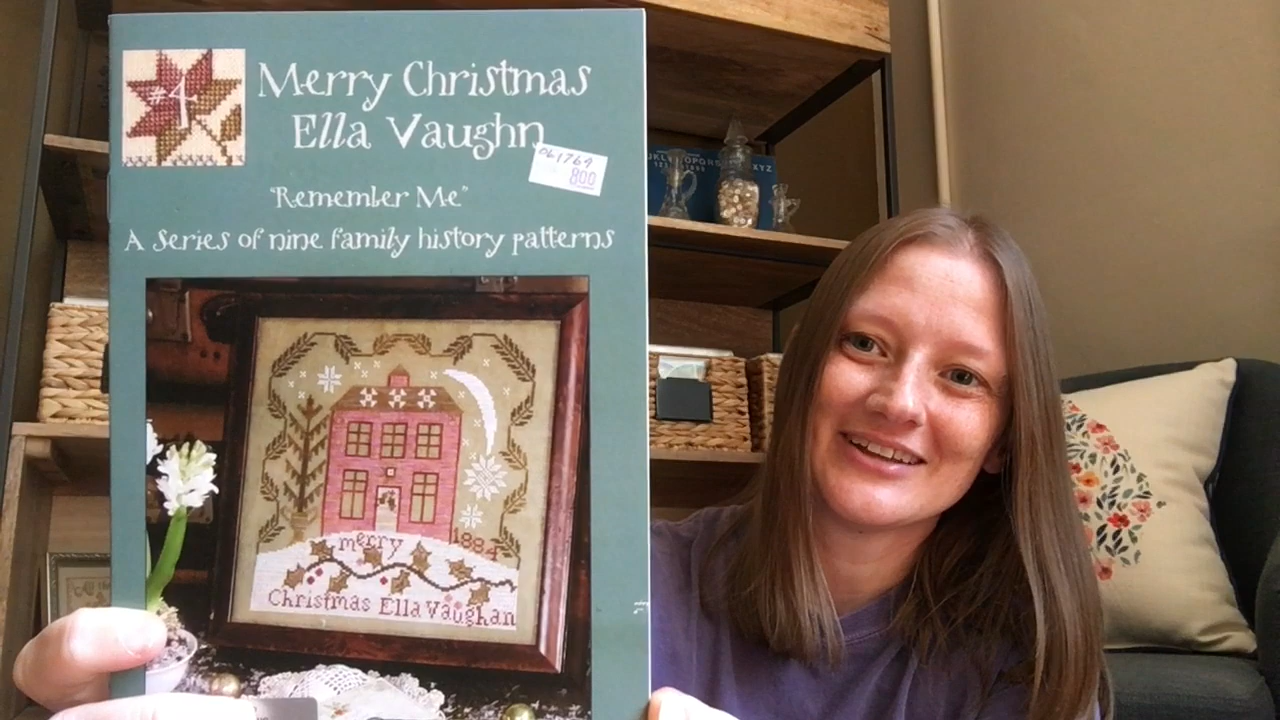 #4
Merry Christmas
Ella Vaughn
061769
800
"Remember Me"
A Series of nine family history patterns
merry
1884
Christmas Ella Vaughan